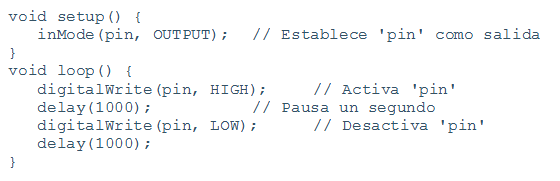 void setup() {
inMode(pin, OUTPUT);  // Establece 'pin' como salida
}
void loop() {
digitalWrite(pin, HIGH);     // Activa 'pin'
delay(1000);          // Pausa un segundo
digitalWrite(pin, LOW);      // Desactiva 'pin'
delay(1000);
}